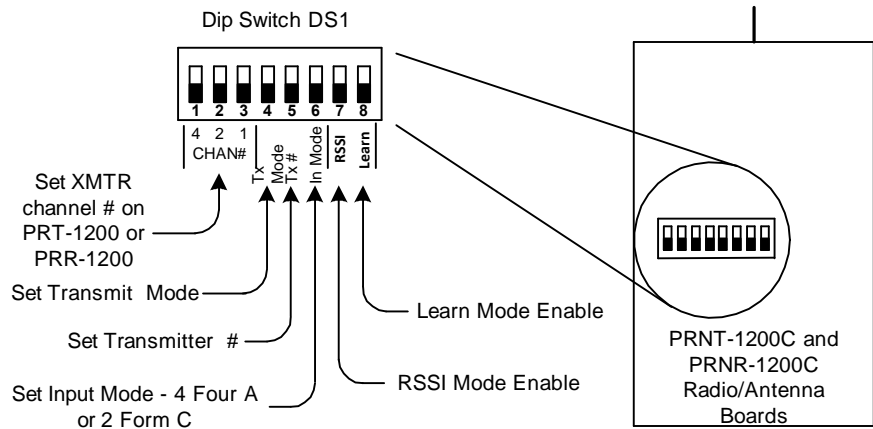 Dip Switch DS1
1 2 3 4 5 6 7 8
4 2 1
CHAN#
Tx
Mode
Tx #
In Mode
RSSI
Learn
Set XMTR
channel # on
PRT-1200 or
PRR-1200
Set Transmit Mode
Set Transmitter #
Set Input Mode - 4 Four A
or 2 Form C
Learn Mode Enable
RSSI Mode Enable
PRNT-1200C and
PRNR-1200C
Radio/Antenna
Boards